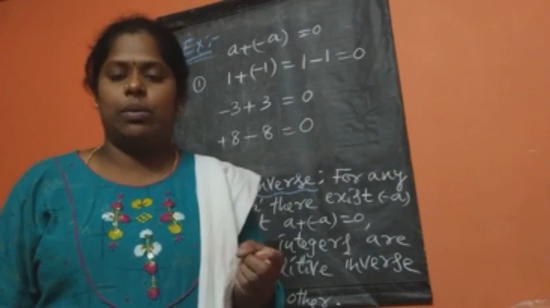 Ex:- a+(-a) = 0
① 1+(-1) = 1-1 = 0
-3+3 = 0
+8-8 = 0
nverse: For any
there exist (-a)
t a+(-a)=0,
integers are
itive inverse
other.